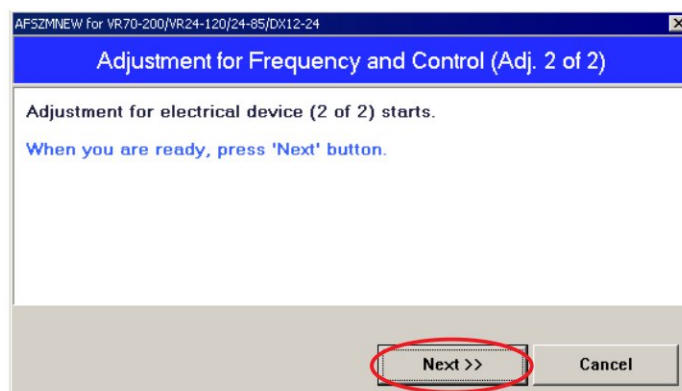 AFSZMNEW for VR70-200/VR24-120/24-85/DX12-24
Adjustment for Frequency and Control (Adj. 2 of 2)
Adjustment for electrical device (2 of 2) starts.
When you are ready, press 'Next' button.
Next >>
Cancel